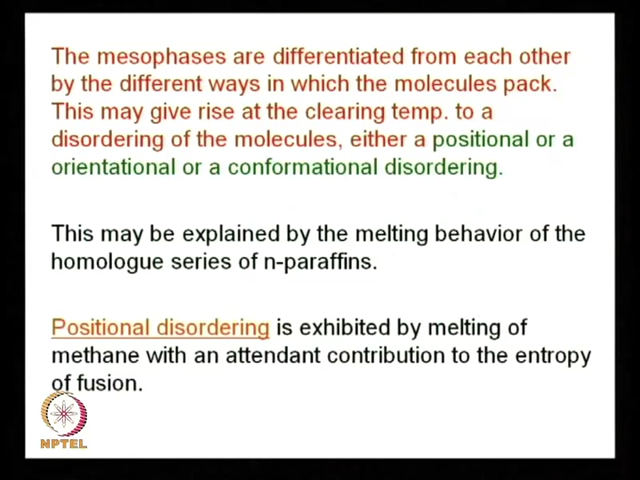 The mesophases are differentiated from each other
by the different ways in which the molecules pack.
This may give rise at the clearing temp. to a
disordering of the molecules, either a positional or a
orientational or a conformational disordering.
This may be explained by the melting behavior of the
homologue series of n-paraffins.
Positional disordering is exhibited by melting of
methane with an attendant contribution to the entropy
of fusion.
NPTEL